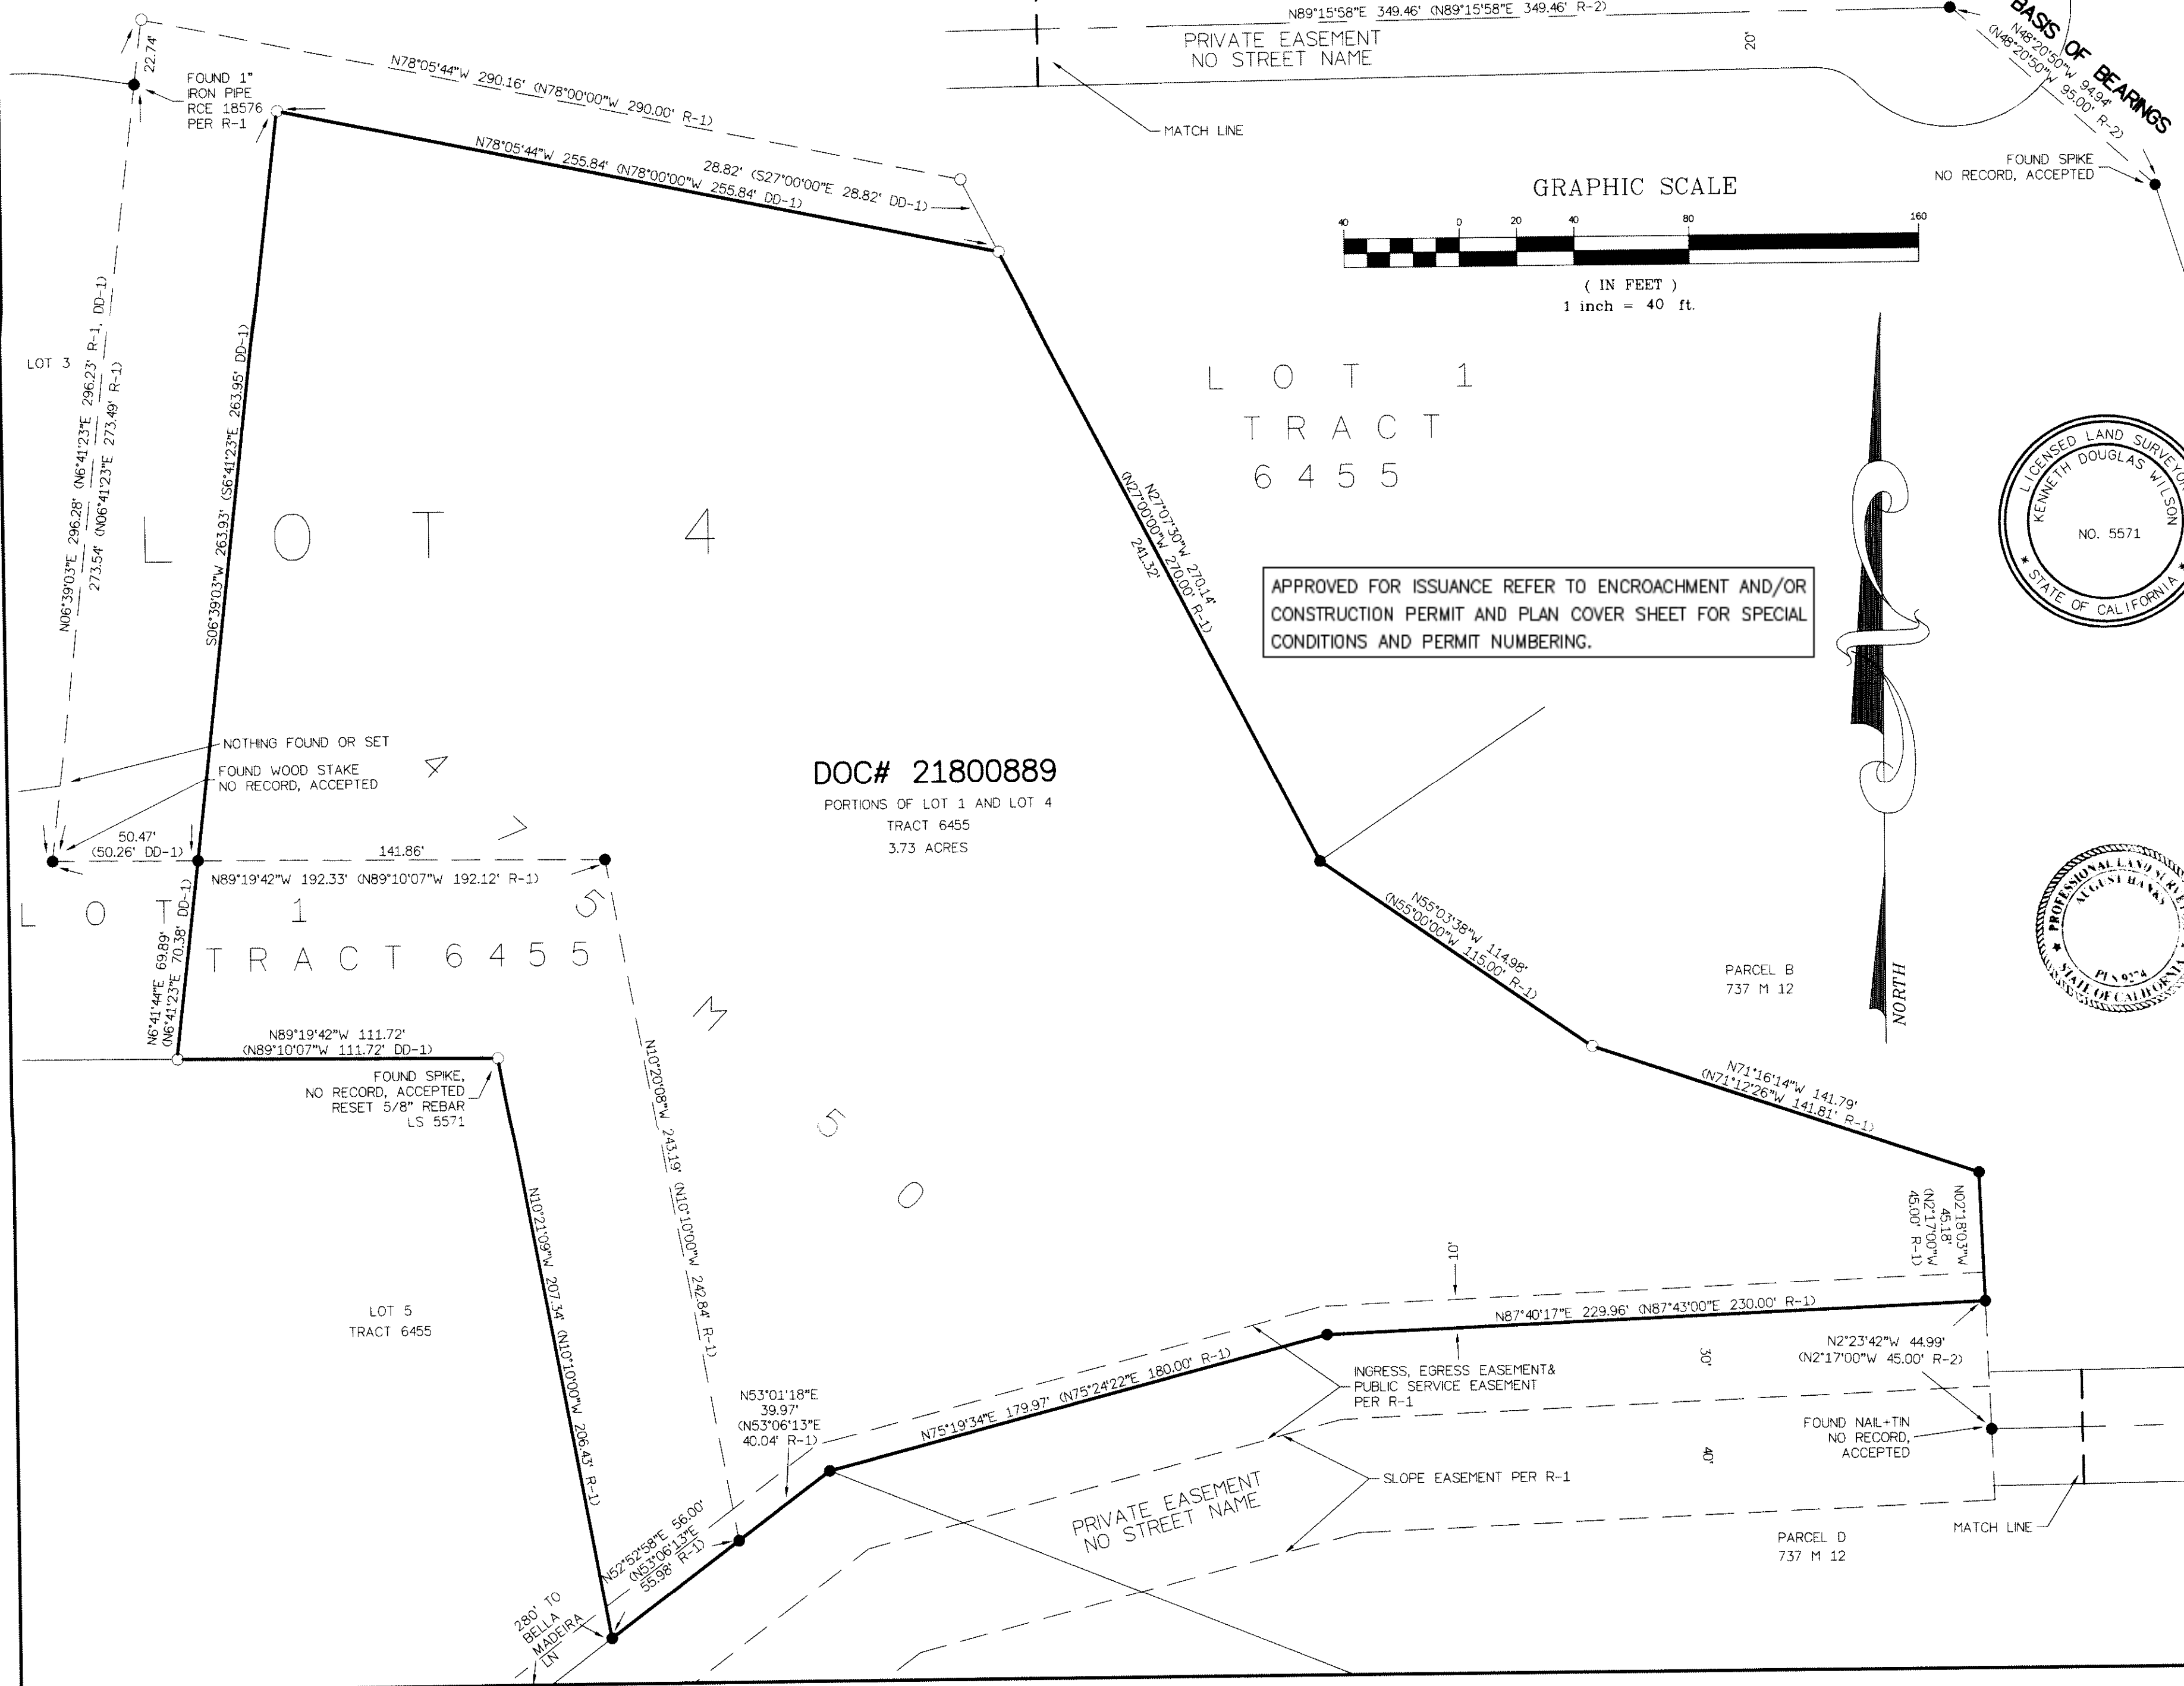 N89°15'58"E 349.46' (N89°15'58"E 349.46' R-2)
PRIVATE EASEMENT
NO STREET NAME
20'
MATCH LINE
BASIS OF BEARINGS
N48°20'50"W 94.94'
(N48°20'50"W 95.00' R-2)
FOUND SPIKE
NO RECORD, ACCEPTED
22.74'
FOUND 1"
IRON PIPE
RCE 18576
PER R-1
N78°05'44"W 290.16' (N78°00'00"W 290.00' R-1)
28.82' (S27°00'00"E 28.82' DD-1)
N78°05'44"W 255.84' (N78°00'00"W 255.84' DD-1)
GRAPHIC SCALE
40 0 20 40 80 160
( IN FEET )
1 inch = 40 ft.
LOT 3
N06°39'03"E 296.28' (N6°41'23"E 296.23' R-1, DD-1)
273.54' (N06°41'23"E 273.49' R-1)
S06°39'03"W 263.93' (S6°41'23"E 263.95' DD-1)
LOT 4
LOT 1
TRACT
6455
N27°07'30"W 270.14'
(N27°00'00"W 270.00' R-1)
241.32'
APPROVED FOR ISSUANCE REFER TO ENCROACHMENT AND/OR
CONSTRUCTION PERMIT AND PLAN COVER SHEET FOR SPECIAL
CONDITIONS AND PERMIT NUMBERING.
LICENSED LAND SURVEYOR
KENNETH DOUGLAS WILSON
NO. 5571
STATE OF CALIFORNIA
NOTHING FOUND OR SET
FOUND WOOD STAKE
NO RECORD, ACCEPTED
DOC# 21800889
PORTIONS OF LOT 1 AND LOT 4
TRACT 6455
3.73 ACRES
50.47'
(50.26' DD-1)
141.86'
N89°19'42"W 192.33' (N89°10'07"W 192.12' R-1)
LOT 1
TRACT 6455
475 M 50
N6°41'44"E 69.89'
(N6°41'23"E 70.38' DD-1)
N89°19'42"W 111.72'
(N89°10'07"W 111.72' DD-1)
FOUND SPIKE,
NO RECORD, ACCEPTED
RESET 5/8" REBAR
LS 5571
N55°03'38"W 114.98'
(N55°00'00"W 115.00' R-1)
PARCEL B
737 M 12
NORTH
PROFESSIONAL LAND SURVEYOR
AUGUST HANKS
PLS 9274
STATE OF CALIFORNIA
N71°16'14"W 141.79'
(N71°12'26"W 141.81' R-1)
N02°18'03"W
45.18'
(N2°17'00"W
45.00' R-1)
N10°20'08"W 243.19' (N10°10'00"W 242.84' R-1)
N10°21'09"W 207.34' (N10°10'00"W 206.43' R-1)
LOT 5
TRACT 6455
10'
N87°40'17"E 229.96' (N87°43'00"E 230.00' R-1)
N2°23'42"W 44.99'
(N2°17'00"W 45.00' R-2)
30'
INGRESS, EGRESS EASEMENT&
PUBLIC SERVICE EASEMENT
PER R-1
N53°01'18"E
39.97'
(N53°06'13"E
40.04' R-1)
N75°19'34"E 179.97' (N75°24'22"E 180.00' R-1)
FOUND NAIL+TIN
NO RECORD,
ACCEPTED
40'
SLOPE EASEMENT PER R-1
PRIVATE EASEMENT
NO STREET NAME
N52°52'58"E 56.00'
(N53°06'13"E
55.98' R-1)
MATCH LINE
PARCEL D
737 M 12
280' TO
BELLA
MADEIRA
LN